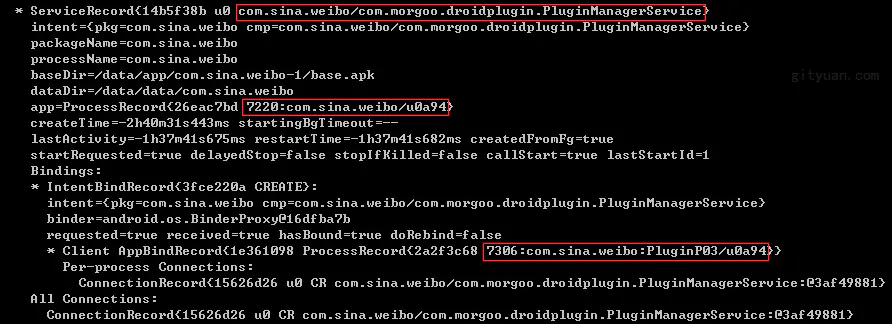 * ServiceRecord{14b5f38b u0 com.sina.weibo/com.morgoo.droidplugin.PluginManagerService}
intent={pkg=com.sina.weibo cmp=com.sina.weibo/com.morgoo.droidplugin.PluginManagerService}
packageName=com.sina.weibo
processName=com.sina.weibo
baseDir=/data/app/com.sina.weibo-1/base.apk
gityuan.com
dataDir=/data/data/com.sina.weibo
app=ProcessRecord{26eac7bd 7220:com.sina.weibo/u0a94}
createTime=-2h40m31s443ms startingBgTimeout=--
lastActivity=-1h37m41s675ms restartTime=-1h37m41s682ms createdFromFg=true
startRequested=true delayedStop=false stopIfKilled=false callStart=true lastStartId=1
Bindings:
* IntentBindRecord{3fce220a CREATE}:
intent={pkg=com.sina.weibo cmp=com.sina.weibo/com.morgoo.droidplugin.PluginManagerService}
binder=android.os.BinderProxy@16dfba7b
requested=true received=true hasBound=true doRebind=false
* Client AppBindRecord{1e361098 ProcessRecord{2a2f3c68 7306:com.sina.weibo:PluginP03/u0a94}}
Per-process Connections:
ConnectionRecord{15626d26 u0 CR com.sina.weibo/com.morgoo.droidplugin.PluginManagerService:@3af49881}
All Connections:
ConnectionRecord{15626d26 u0 CR com.sina.weibo/com.morgoo.droidplugin.PluginManagerService:@3af49881}